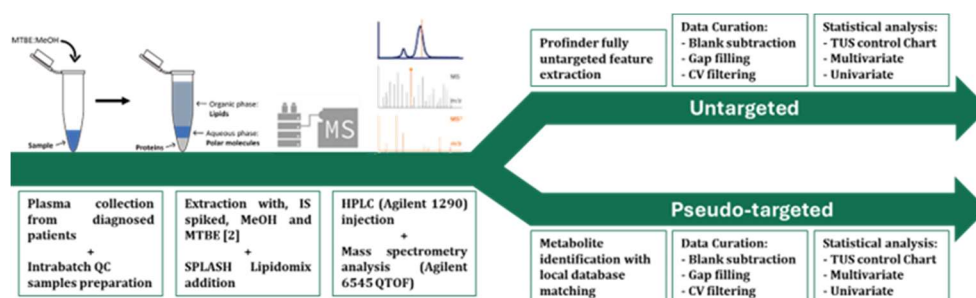 MTBE:MeOH
Organic phase:
Lipids
Aqueous phase:
Polar molecules
Sample
Proteins
MS
MS
m/z
m/z
Plasma collection
from diagnosed
patients
+
Intrabatch QC
samples preparation
Extraction with, IS
spiked, MeOH and
MTBE [2]
+
SPLASH Lipidomix
addition
HPLC (Agilent 1290)
injection
+
Mass spectrometry
analysis (Agilent
6545 QTOF)
Profinder fully
untargeted feature
extraction
Data Curation:
- Blank subtraction
- Gap filling
- CV filtering
Statistical analysis:
- TUS control Chart
- Multivariate
- Univariate
Untargeted
Pseudo-targeted
Metabolite
identification with
local database
matching
Data Curation:
- Blank subtraction
- Gap filling
- CV filtering
Statistical analysis:
- TUS control Chart
- Multivariate
- Univariate